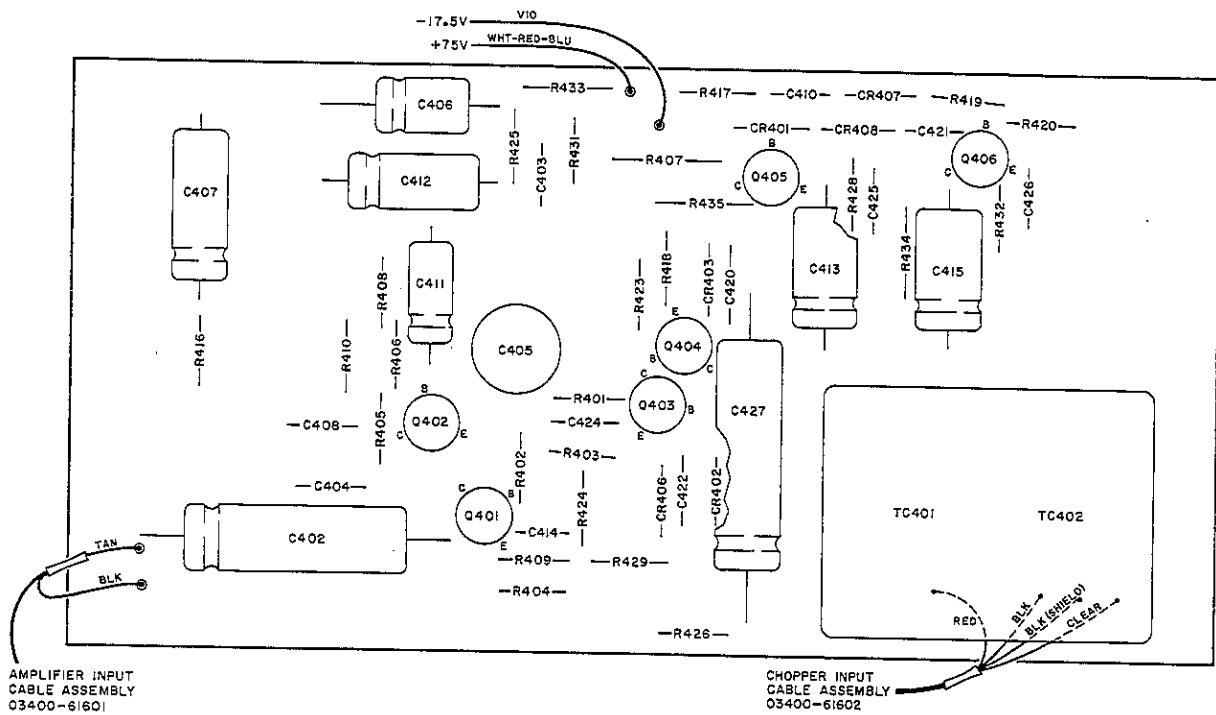 -17.5V VIO
+75V WHT-RED-BLU
R433
R417
C410
CR407
R419
C406
R425
C403
R431
CR401
CR408
C421
B
R420
C407
C412
R407
B
Q405
C
E
Q406
C
E
R428
C425
R432
C426
R435
R408
C411
R423
R418
CR403
C420
C413
R434
C415
R416
R410
R406
C405
E
Q404
B
C
B
Q402
C
E
R405
C408
R401
C424
R403
C
Q403
B
E
C427
C404
R402
R424
CR406
C422
CR402
C
B
Q401
E
C402
C414
R409
R429
R404
R426
TC401
TC402
TAN
BLK
RED
BLK
BLK (SHIELD)
CLEAR
AMPLIFIER INPUT
CABLE ASSEMBLY
03400-61601
CHOPPER INPUT
CABLE ASSEMBLY
03400-61602